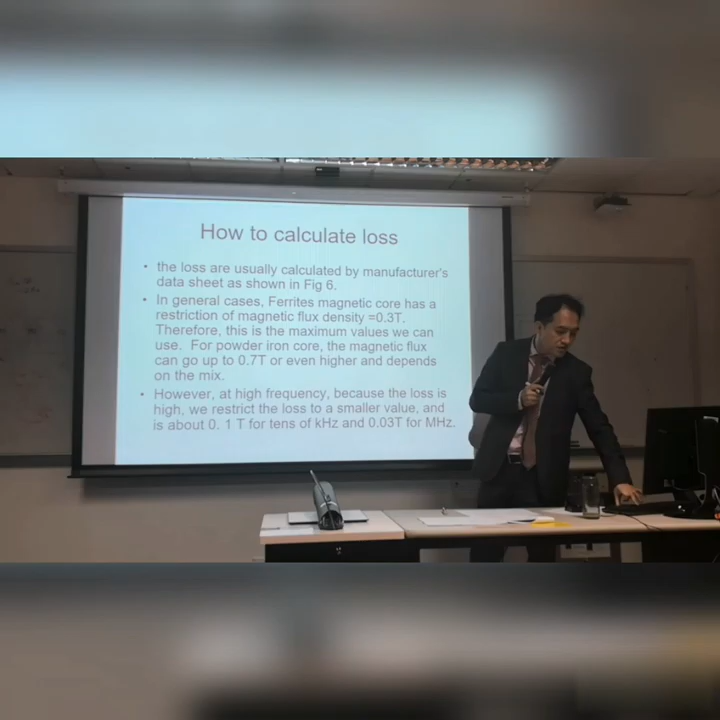 How to calculate loss
• the loss are usually calculated by manufacturer's
data sheet as shown in Fig 6.
• In general cases, Ferrites magnetic core has a
restriction of magnetic flux density =0.3T.
Therefore, this is the maximum values we can
use. For powder iron core, the magnetic flux
can go up to 0.7T or even higher and depends
on the mix.
• However, at high frequency, because the loss is
high, we restrict the loss to a smaller value, and
is about 0. 1 T for tens of kHz and 0.03T for MHz.